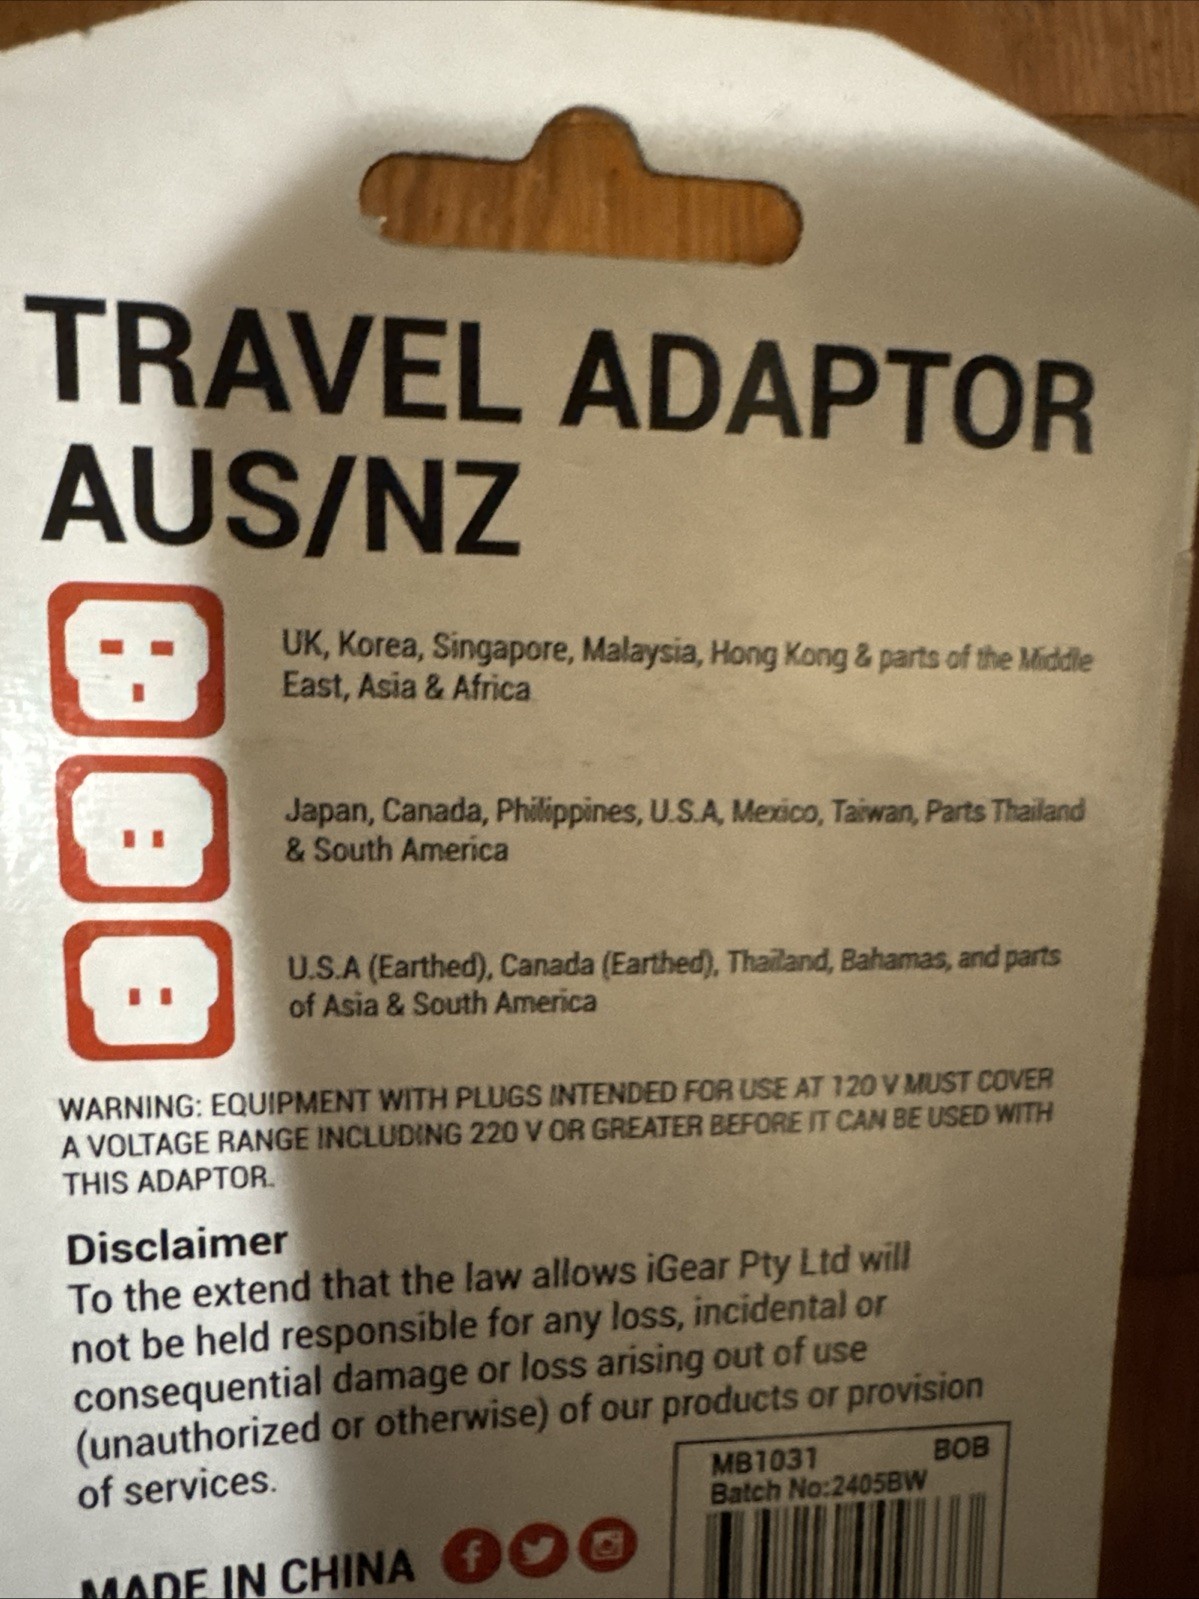 TRAVEL ADAPTOR
AUS/NZ
UK, Korea, Singapore, Malaysia, Hong Kong & parts of the Middle
East, Asia & Africa
Japan, Canada, Philippines, U.S.A, Mexico, Taiwan, Parts Thailand
& South America
U.S.A (Earthed), Canada (Earthed), Thailand, Bahamas, and parts
of Asia & South America
WARNING: EQUIPMENT WITH PLUGS INTENDED FOR USE AT 120 V MUST COVER
A VOLTAGE RANGE INCLUDING 220 V OR GREATER BEFORE IT CAN BE USED WITH
THIS ADAPTOR.
Disclaimer
To the extend that the law allows iGear Pty Ltd will
not be held responsible for any loss, incidental or
consequential damage or loss arising out of use
(unauthorized or otherwise) of our products or provision
of services.
MB1031 BOB
Batch No:2405BW
MADE IN CHINA